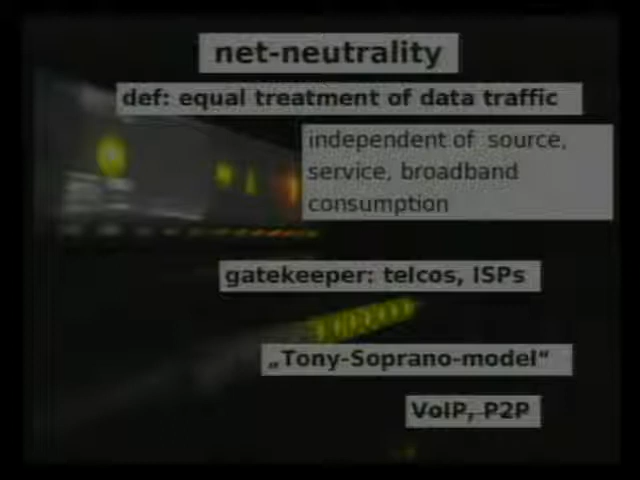 net-neutrality
def: equal treatment of data traffic
independent of source,
service, broadband
consumption
gatekeeper: telcos, ISPs
„Tony-Soprano-model“
VoIP, P2P